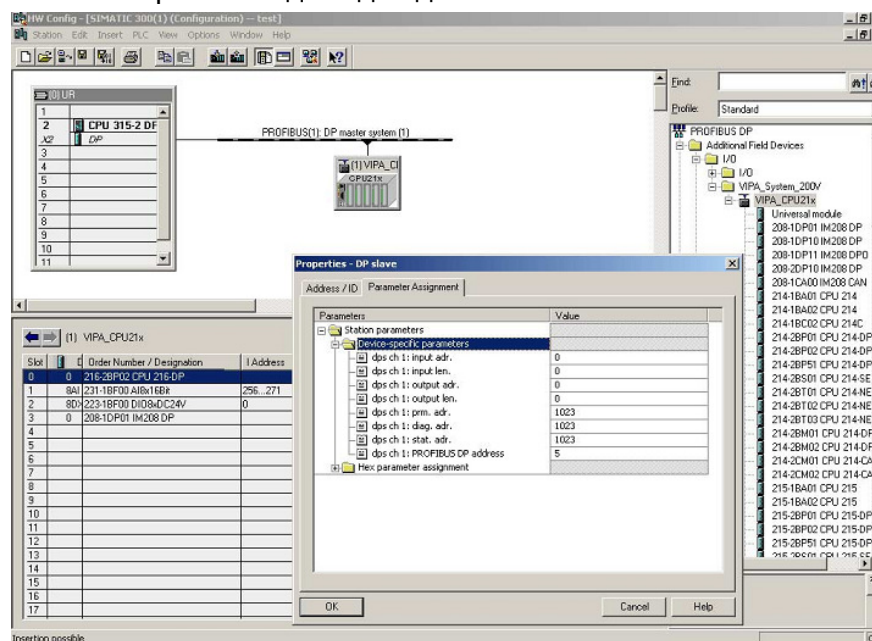 HW Config - [SIMATIC 300(1) (Configuration) -- test]
Station Edit Insert PLC View Options Window Help
(0) UR
1
2 CPU 315-2 DP
X2 DP
3
4
5
6
7
8
9
10
11
PROFIBUS(1): DP master system (1)
(1) VIPA_CI
CPU21x
Find:
Profile: Standard
PROFIBUS DP
Additional Field Devices
I/O
I/O
VIPA_System_200V
VIPA_CPU21x
Universal module
208-1DP01 IM208 DP
208-1DP10 IM208 DP
208-1DP11 IM208 DPO
208-2DP10 IM208 DP
208-1CA00 IM208 CAN
214-1BA01 CPU 214
214-1BA02 CPU 214
214-1BC02 CPU 214C
214-2BP01 CPU 214-DP
214-2BP02 CPU 214-DP
214-2BP51 CPU 214-DP
214-2BS01 CPU 214-SE
214-2BT01 CPU 214-NE
214-2BT02 CPU 214-NE
214-2BT03 CPU 214-NE
214-2BM01 CPU 214-DP
214-2BM02 CPU 214-DP
214-2CM01 CPU 214-CA
214-2CM02 CPU 214-CA
215-1BA01 CPU 215
215-1BA02 CPU 215
215-2BP01 CPU 215-DP
215-2BP02 CPU 215-DP
215-2BP51 CPU 215-DP
215-2BS01 CPU 215-SE
Properties - DP slave
Address / ID Parameter Assignment
Parameters Value
Station parameters
Device-specific parameters
dps ch 1: input adr. 0
dps ch 1: input len. 0
dps ch 1: output adr. 0
dps ch 1: output len. 0
dps ch 1: prm. adr. 1023
dps ch 1: diag. adr. 1023
dps ch 1: stat. adr. 1023
dps ch 1: PROFIBUS DP address 5
Hex parameter assignment
OK Cancel Help
(1) VIPA_CPU21x
Slot Order Number / Designation I Address
0 0 216-2BP02 CPU 216-DP
1 8AI 231-1BF00 AI8x16Bit 256...271
2 8D> 223-1BF00 DIO8xDC24V 0
3 0 208-1DP01 IM208 DP
4
5
6
7
8
9
10
11
12
13
14
15
16
17
Insertion possible